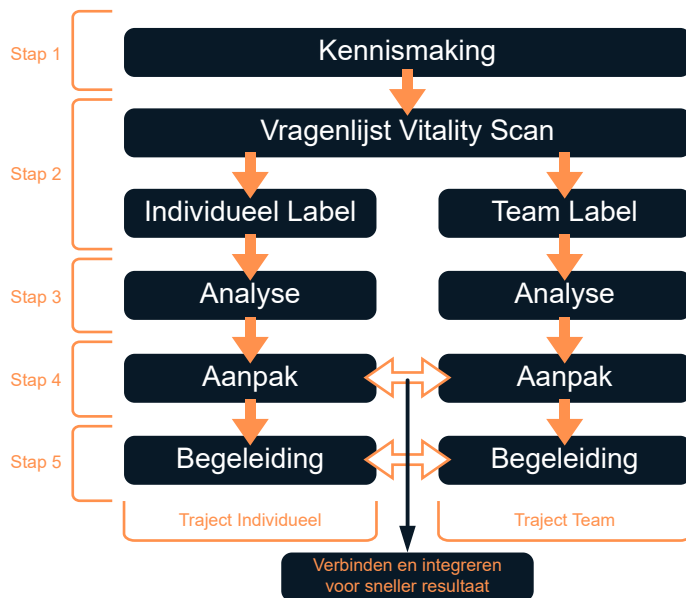 Stap 1
Kennismaking
Stap 2
Vragenlijst Vitality Scan
Individueel Label
Team Label
Stap 3
Analyse
Analyse
Stap 4
Aanpak
Aanpak
Stap 5
Begeleiding
Begeleiding
Traject Individueel
Traject Team
Verbinden en integreren
voor sneller resultaat